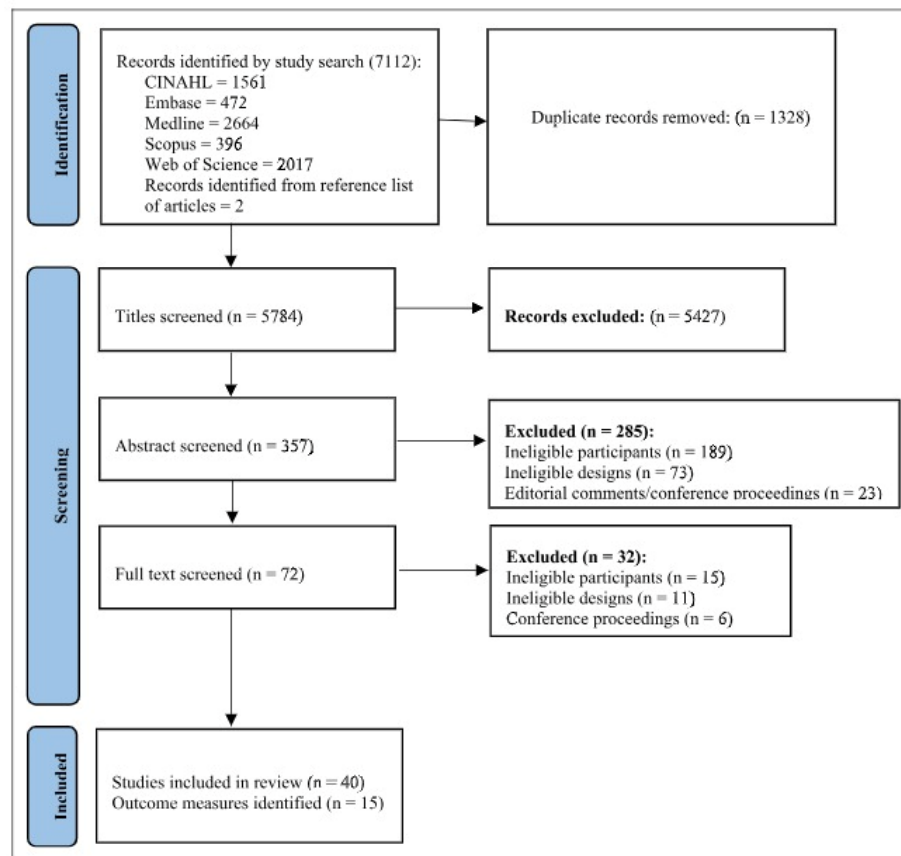 Identification
Records identified by study search (7112):
CINAHL = 1561
Embase = 472
Medline = 2664
Scopus = 396
Web of Science = 2017
Records identified from reference list
of articles = 2
Duplicate records removed: (n = 1328)
Screening
Titles screened (n = 5784)
Records excluded: (n = 5427)
Abstract screened (n = 357)
Excluded (n = 285):
Ineligible participants (n = 189)
Ineligible designs (n = 73)
Editorial comments/conference proceedings (n = 23)
Full text screened (n = 72)
Excluded (n = 32):
Ineligible participants (n = 15)
Ineligible designs (n = 11)
Conference proceedings (n = 6)
Included
Studies included in review (n = 40)
Outcome measures identified (n = 15)